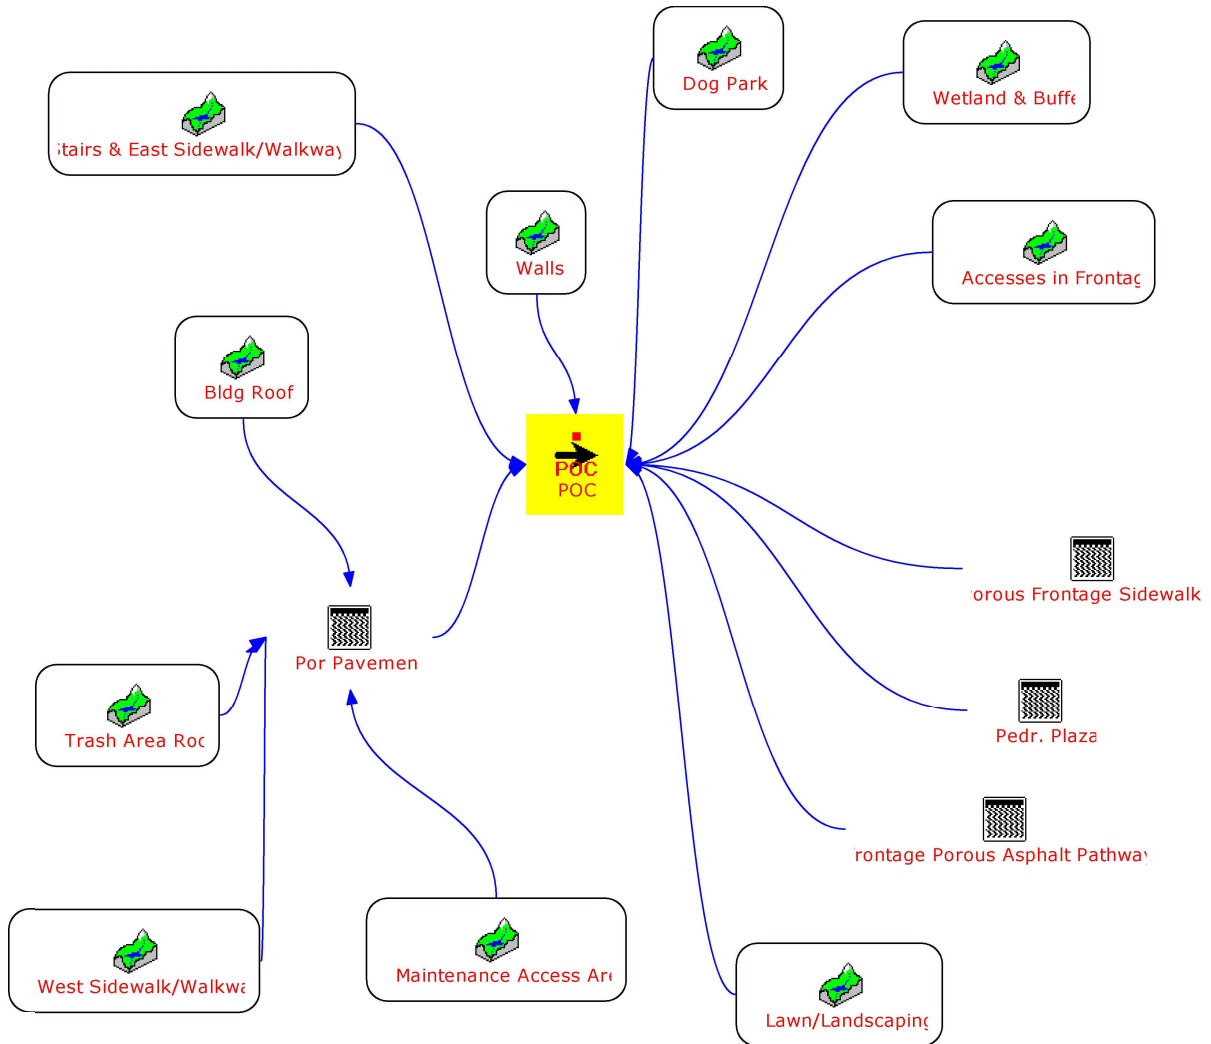 Dog Park
Wetland & Buffe
tairs & East Sidewalk/Walkway
Walls
Accesses in Frontag
Bldg Roof
POC
POC
orous Frontage Sidewalk
Por Pavemen
Pedr. Plaza
Trash Area Roo
rontage Porous Asphalt Pathway
West Sidewalk/Walkwa
Maintenance Access Are
Lawn/Landscaping